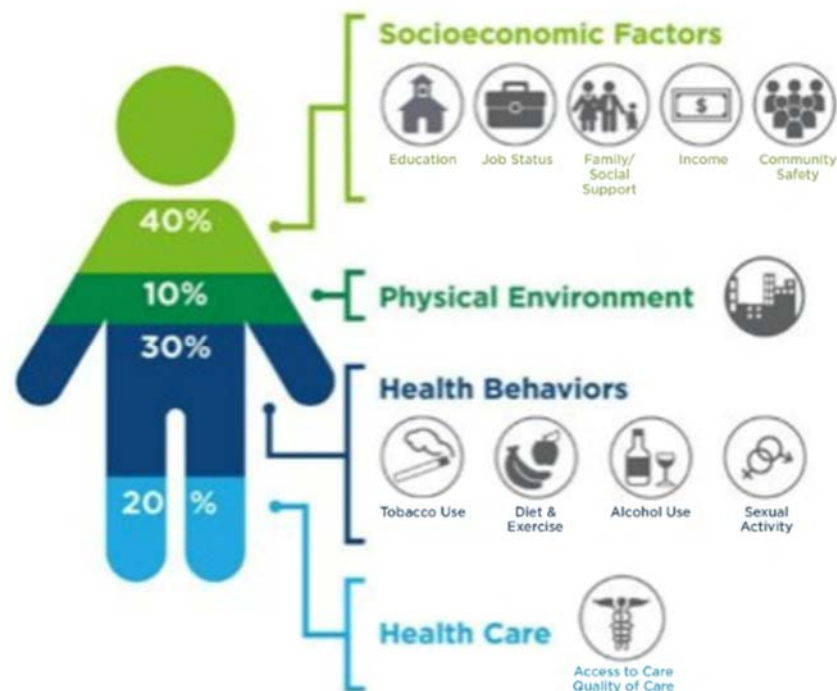 Socioeconomic Factors
$
Education
Job Status
Family/
Social
Support
Income
Community
Safety
40%
10%
Physical Environment
30%
Health Behaviors
Tobacco Use
Diet &
Exercise
Alcohol Use
Sexual
Activity
20 %
Health Care
Access to Care
Quality of Care